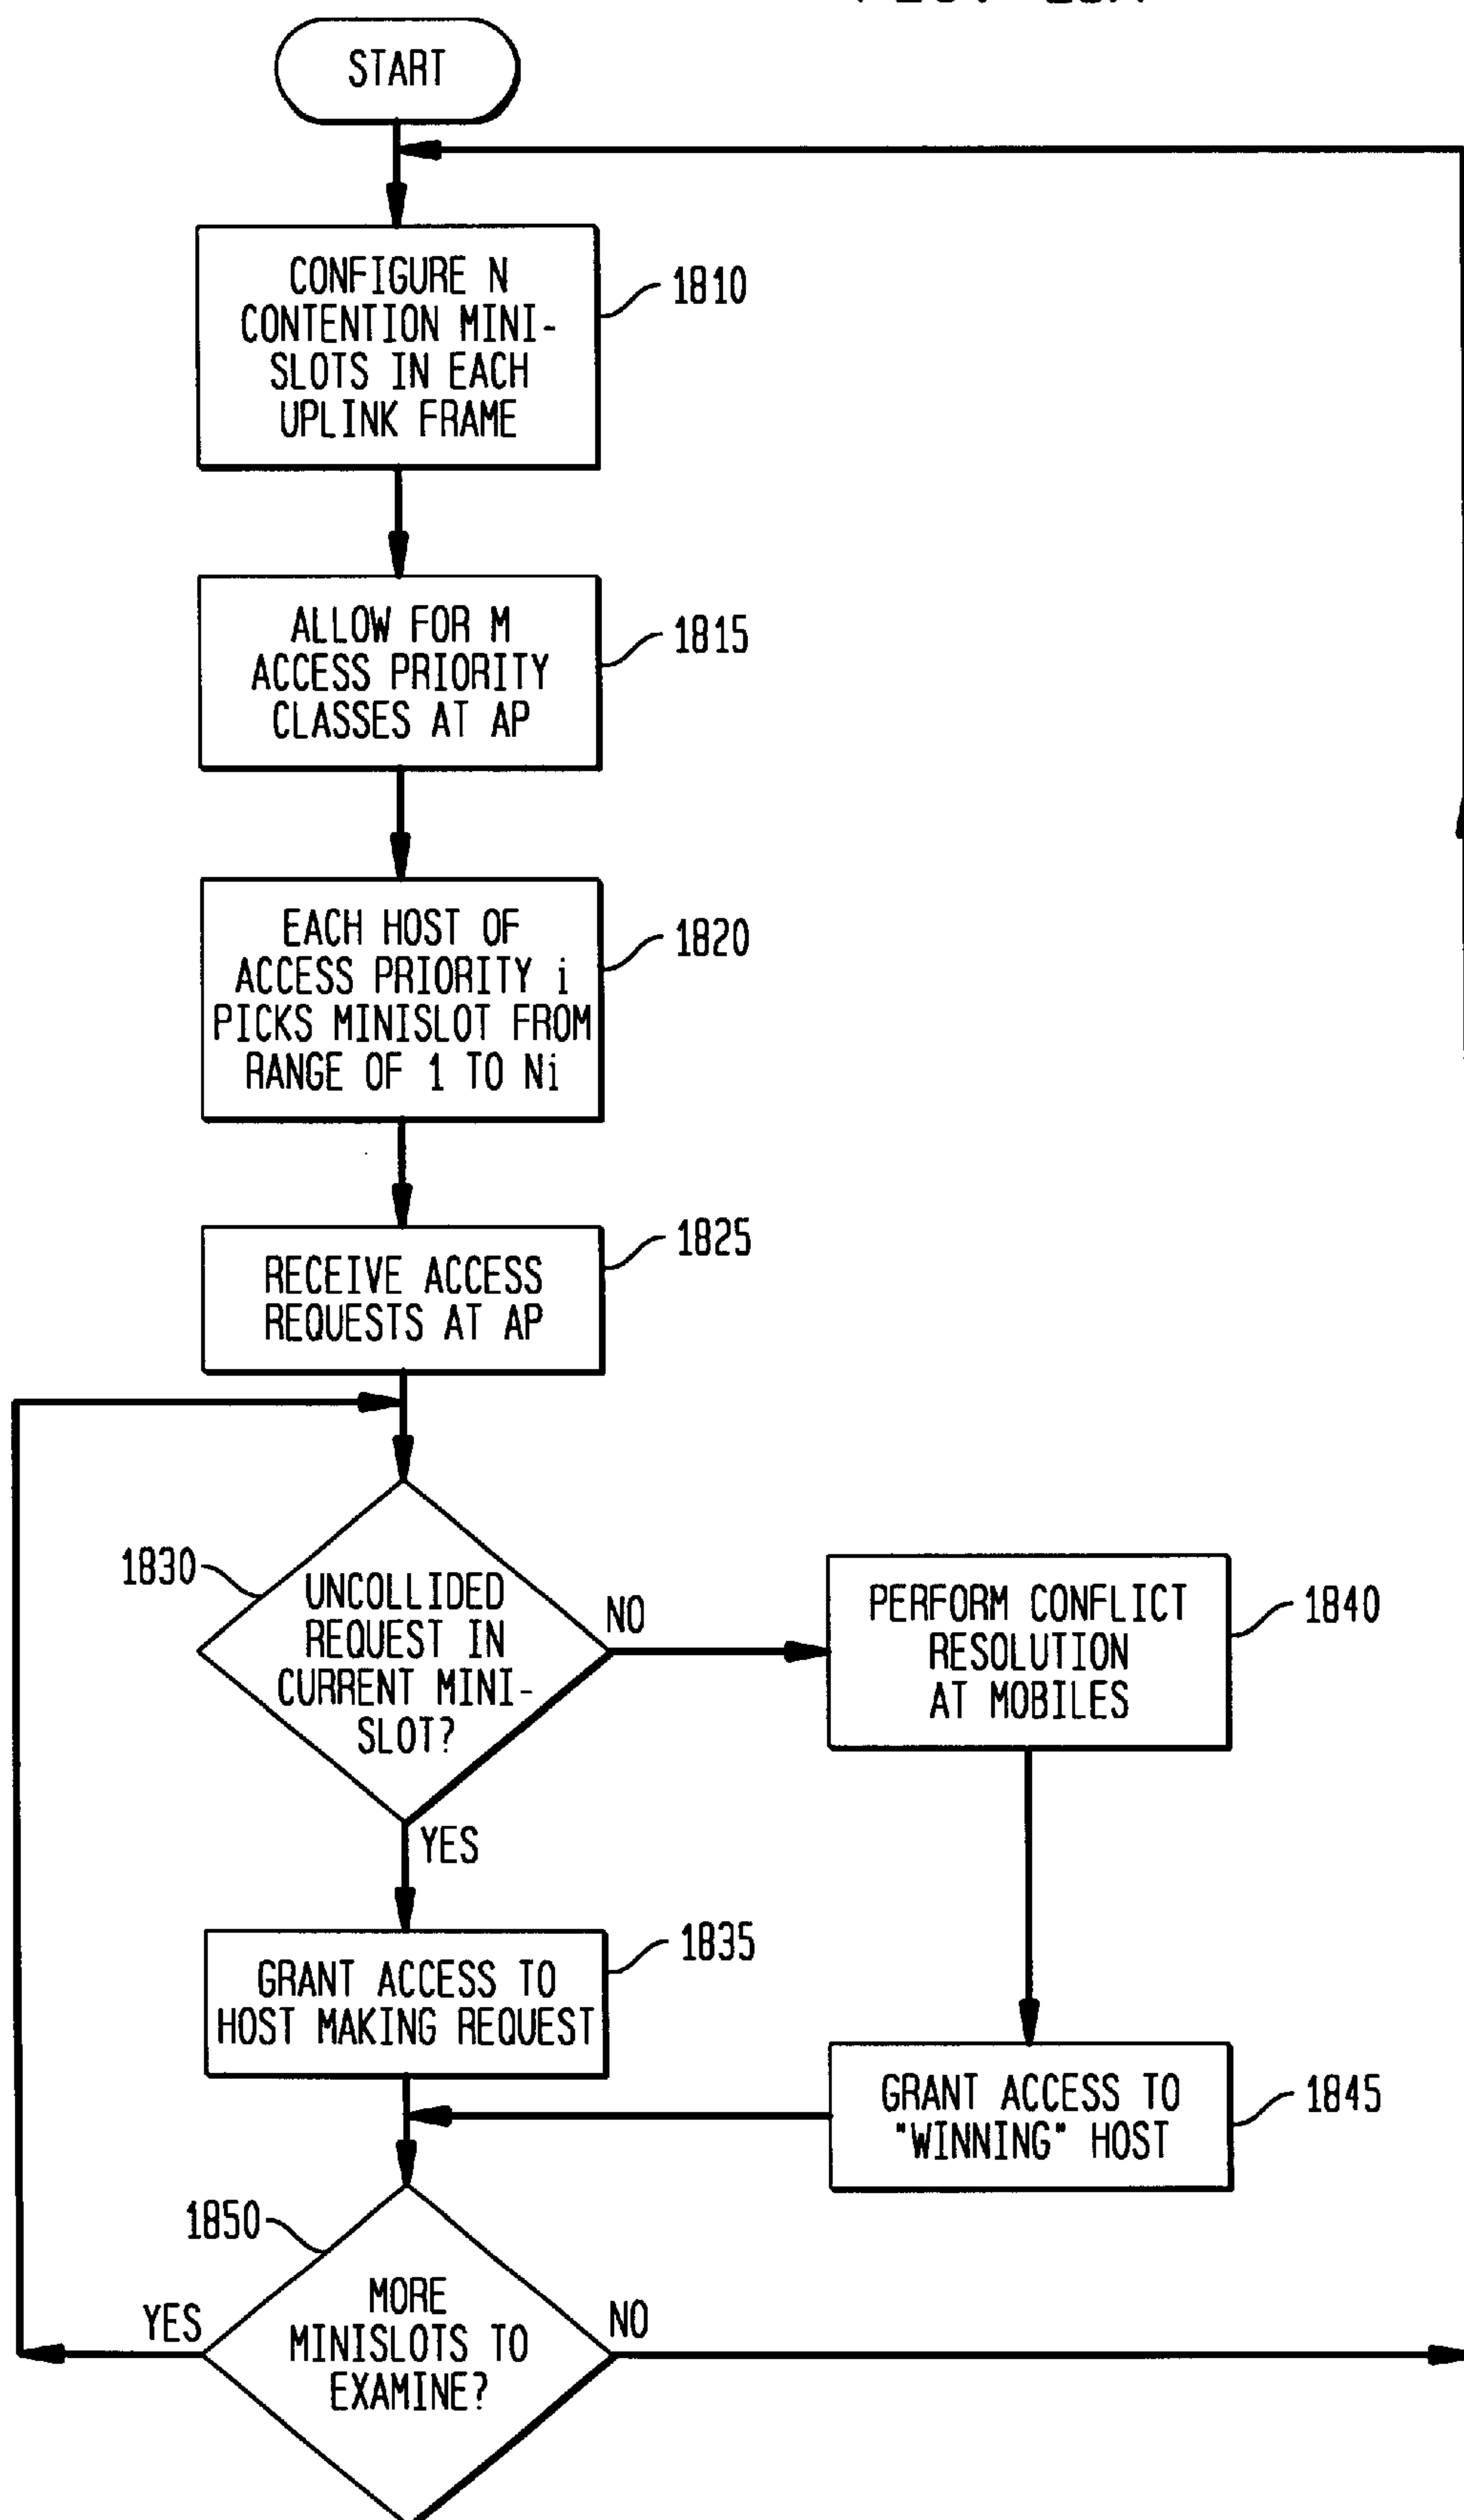 START
CONFIGURE N
CONTENTION MINI-
SLOTS IN EACH
UPLINK FRAME
1810
ALLOW FOR M
ACCESS PRIORITY
CLASSES AT AP
1815
EACH HOST OF
ACCESS PRIORITY i
PICKS MINISLOT FROM
RANGE OF 1 TO Ni
1820
RECEIVE ACCESS
REQUESTS AT AP
1825
1830
UNCOLLIDED
REQUEST IN
CURRENT MINI-
SLOT?
NO
YES
PERFORM CONFLICT
RESOLUTION
AT MOBILES
1840
GRANT ACCESS TO
HOST MAKING REQUEST
1835
GRANT ACCESS TO
"WINNING" HOST
1845
1850
MORE
MINISLOTS TO
EXAMINE?
YES
NO